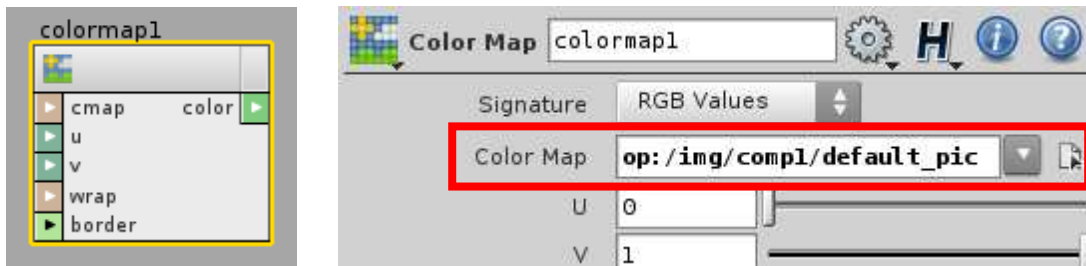 colormap1
cmap color
u
v
wrap
border
Color Map colormap1
Signature RGB Values
Color Map op:/img/comp1/default_pic
U 0
V 1